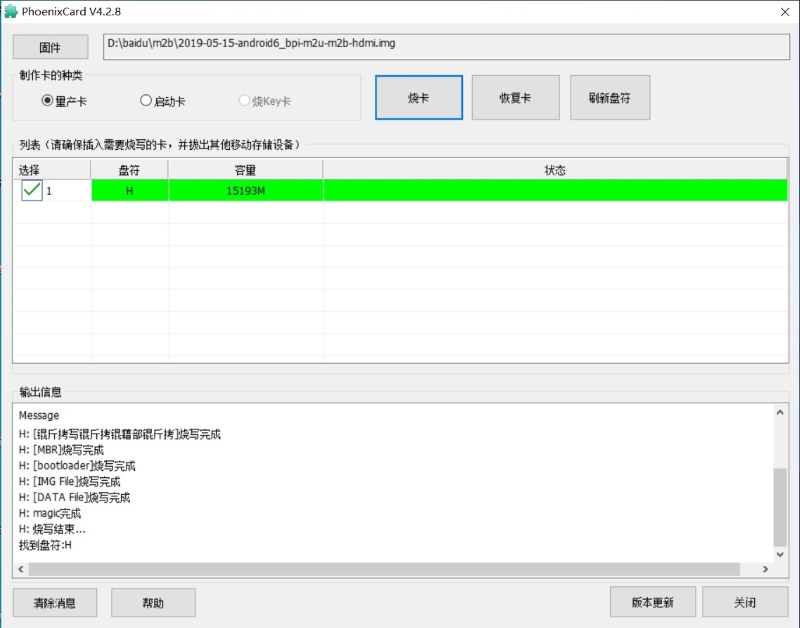 PhoenixCard V4.2.8
固件 D:\baidu\m2b\2019-05-15-android6_bpi-m2u-m2b-hdmi.img
制作卡的种类
量产卡 启动卡 烧Key卡 烧卡 恢复卡 刷新盘符
列表（请确保插入需要烧写的卡，并拔出其他移动存储设备）
选择 盘符 容量 状态
1 H 15193M
输出信息
Message
H: [锟斤拷写锟斤拷锟藉部锟斤拷]烧写完成
H: [MBR]烧写完成
H: [bootloader]烧写完成
H: [IMG File]烧写完成
H: [DATA File]烧写完成
H: magic完成
H: 烧写结束...
找到盘符:H
清除消息 帮助 版本更新 关闭